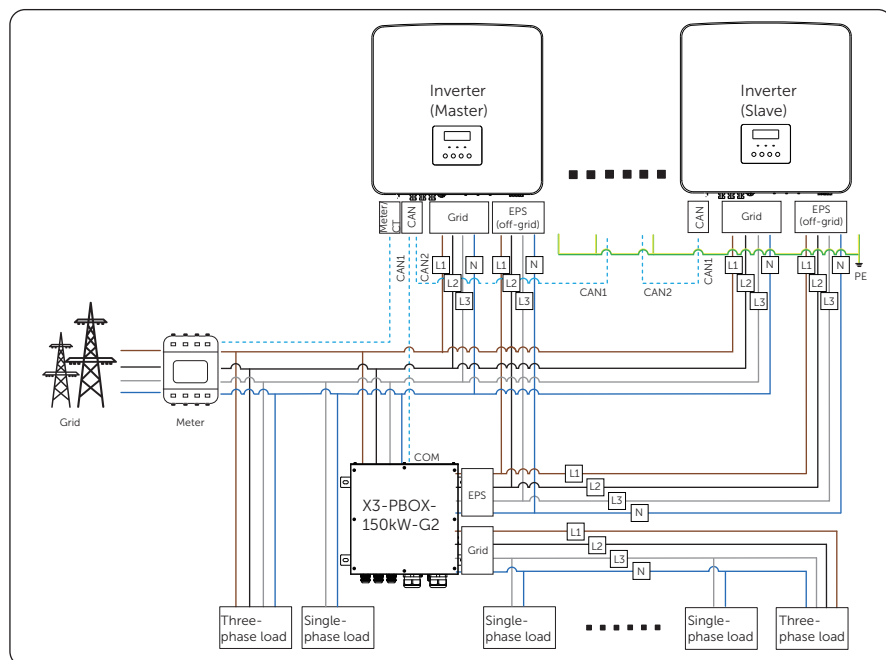 Inverter
(Master)
Inverter
(Slave)
Meter/
CT
CAN
Grid
EPS
(off-grid)
CAN
Grid
EPS
(off-grid)
CAN1
CAN2
L1
L2
L3
N
L1
L2
L3
N
CAN1
CAN2
CAN1
L1
L2
L3
N
L1
L2
L3
N
PE
Grid
Meter
COM
X3-PBOX-
150kW-G2
EPS
L1
L2
L3
N
Grid
L1
L2
L3
N
Three-
phase load
Single-
phase load
Single-
phase load
Single-
phase load
Three-
phase load